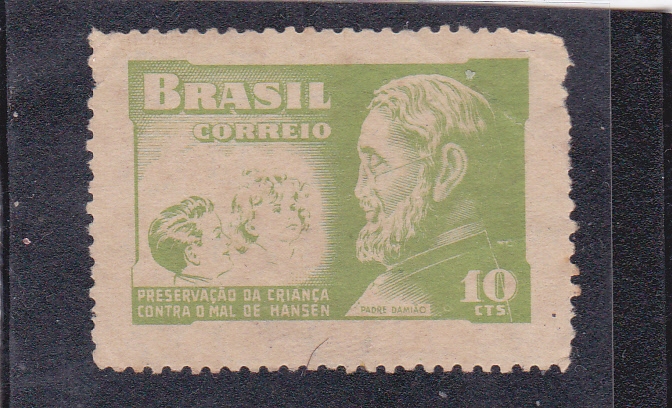 BRASIL
CORREIO
PRESERVAÇÃO DA CRIANÇA
CONTRA O MAL DE HANSEN
PADRE DAMIÃO
10
CTS